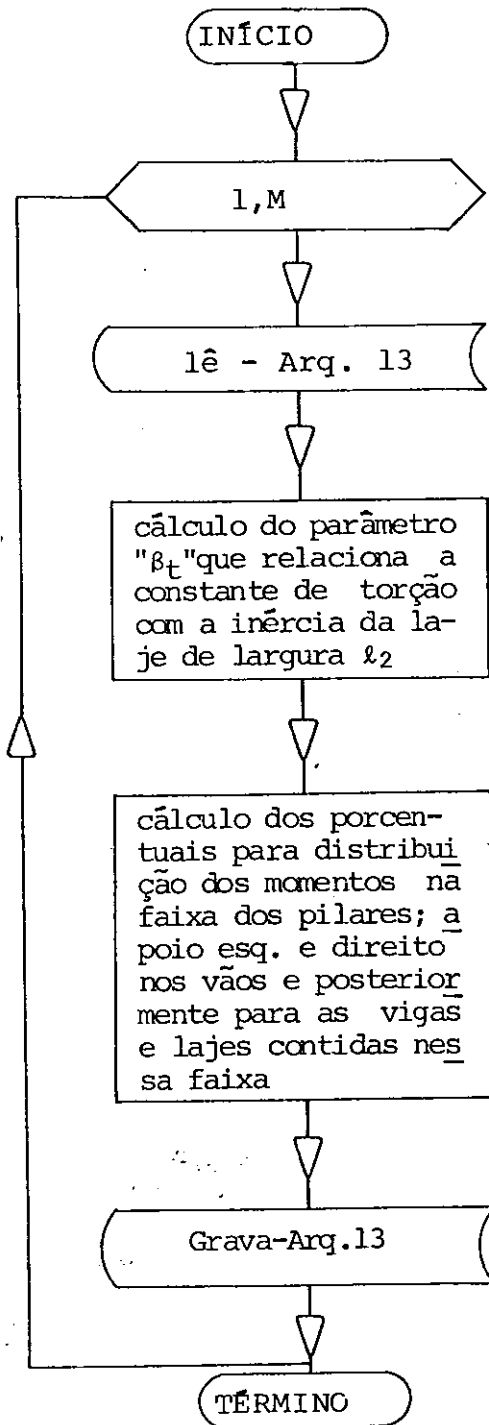 INÍCIO
1,M
lê - Arq. 13
cálculo do parâmetro
"βt"que relaciona a
constante de torção
com a inércia da la-
je de largura ℓ2
cálculo dos porcen-
tuais para distribui
ção dos momentos na
faixa dos pilares; a
poio esq. e direito
nos vãos e posterior
mente para as vigas
e lajes contidas nes
sa faixa
Grava-Arq.13
TÉRMINO